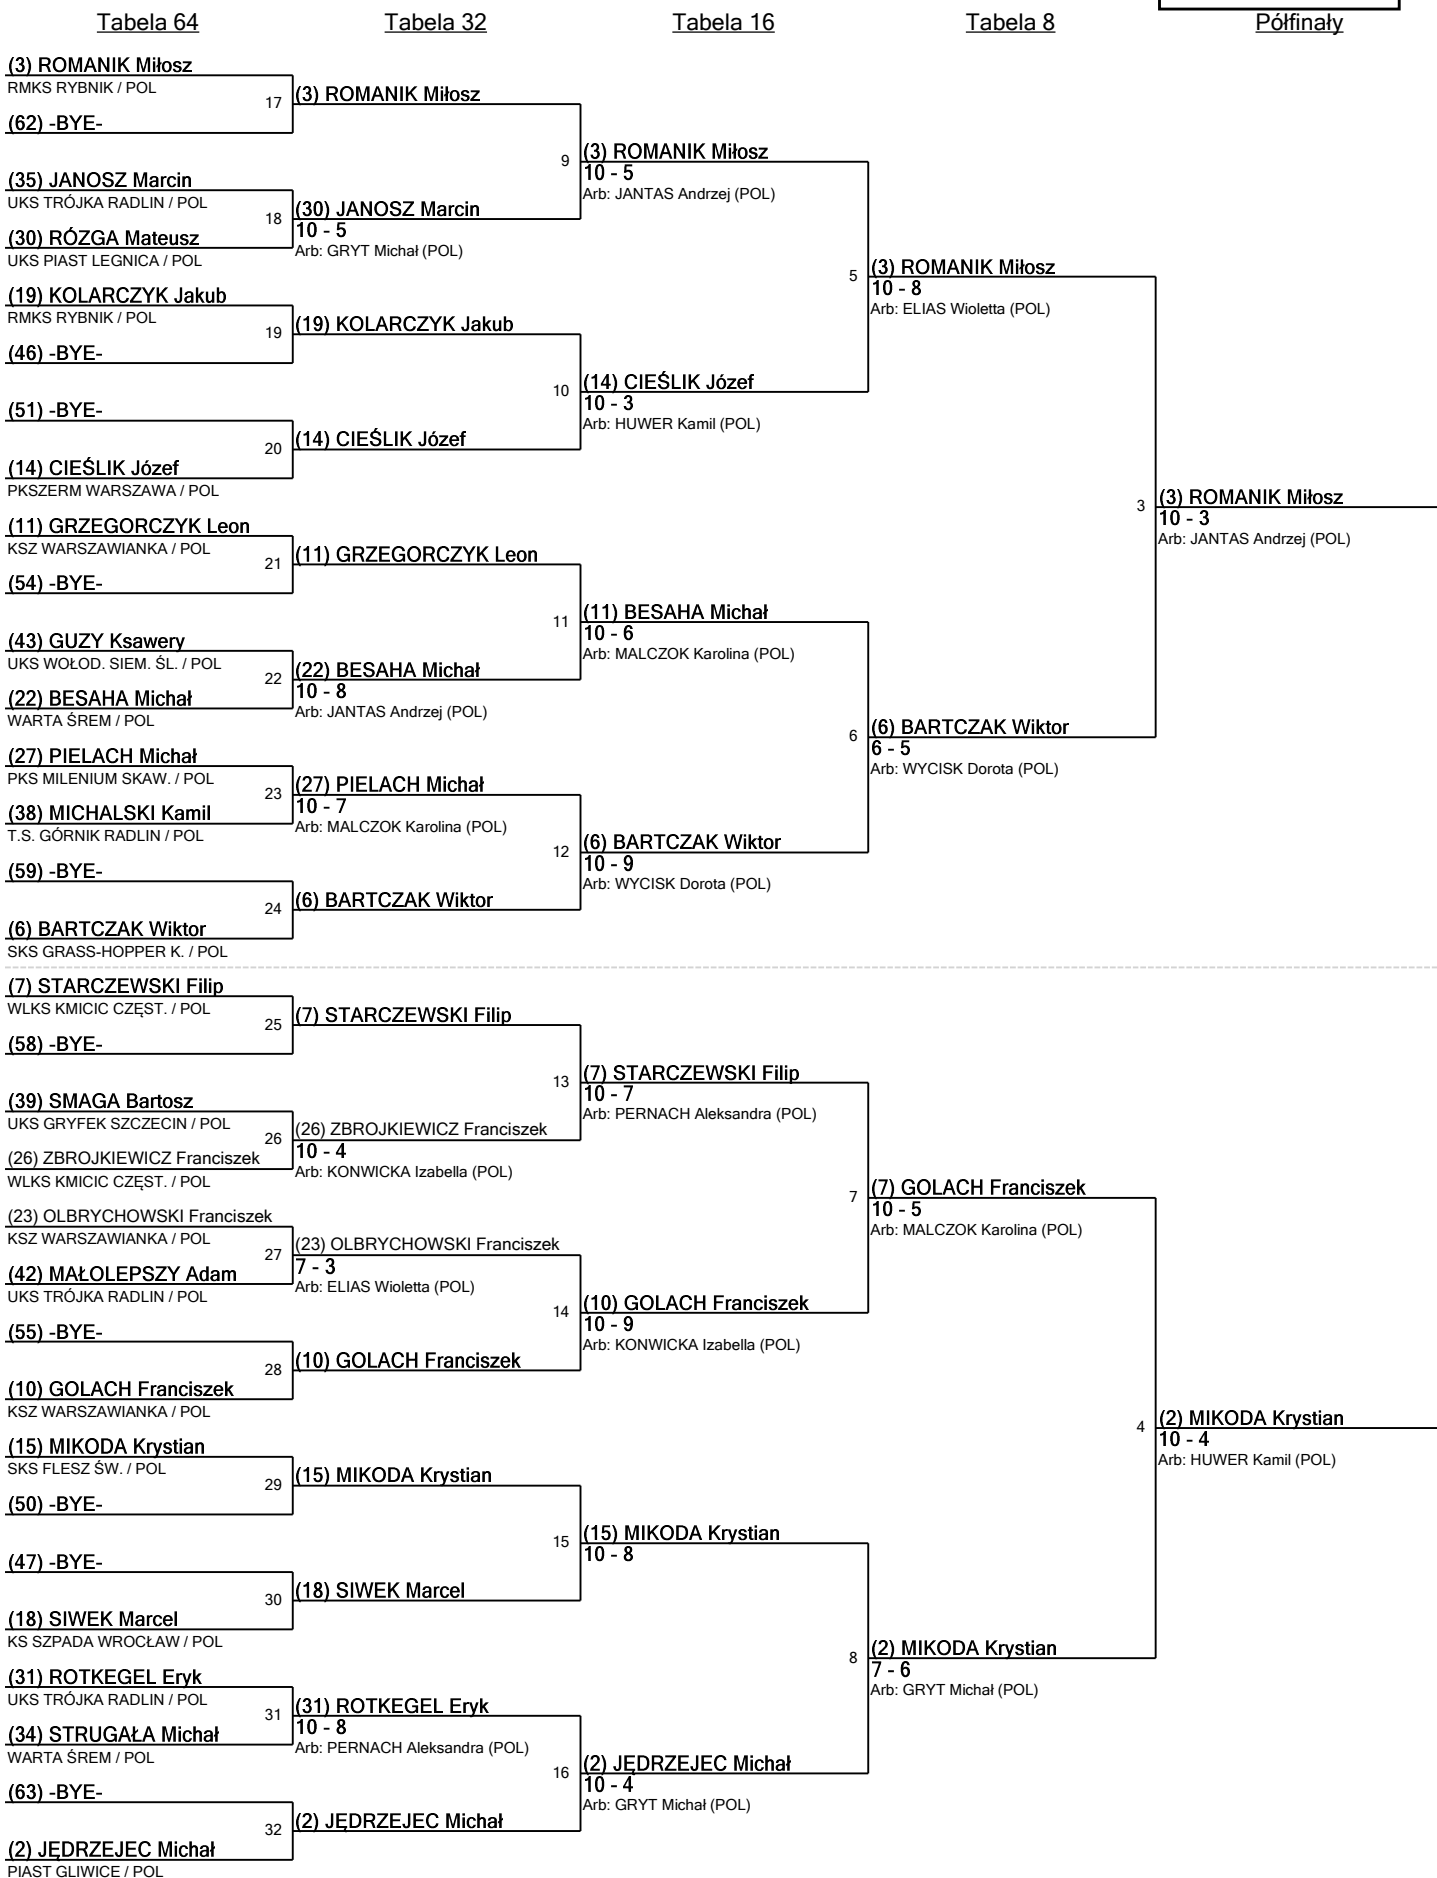 Tabela 64
Tabela 32
Tabela 16
Tabela 8
Półfinały
(3) ROMANIK Miłosz
RMKS RYBNIK / POL
17
(62) -BYE-
(35) JANOSZ Marcin
UKS TRÓJKA RADLIN / POL
18
(30) RÓZGA Mateusz
UKS PIAST LEGNICA / POL
(19) KOLARCZYK Jakub
RMKS RYBNIK / POL
19
(46) -BYE-
(51) -BYE-
20
(14) CIEŚLIK Józef
PKSZERM WARSZAWA / POL
(11) GRZEGORCZYK Leon
KSZ WARSZAWIANKA / POL
21
(54) -BYE-
(43) GUZY Ksawery
UKS WOŁOD. SIEM. ŚL. / POL
22
(22) BESAHA Michał
WARTA ŚREM / POL
(27) PIELACH Michał
PKS MILENIUM SKAW. / POL
23
(38) MICHALSKI Kamil
T.S. GÓRNIK RADLIN / POL
(59) -BYE-
24
(6) BARTCZAK Wiktor
SKS GRASS-HOPPER K. / POL
(7) STARCZEWSKI Filip
WLKS KMICIC CZĘST. / POL
25
(58) -BYE-
(39) SMAGA Bartosz
UKS GRYFEK SZCZECIN / POL
26
(26) ZBROJKIEWICZ Franciszek
WLKS KMICIC CZĘST. / POL
(23) OLBRYCHOWSKI Franciszek
KSZ WARSZAWIANKA / POL
27
(42) MAŁOLEPSZY Adam
UKS TRÓJKA RADLIN / POL
(55) -BYE-
28
(10) GOLACH Franciszek
KSZ WARSZAWIANKA / POL
(15) MIKODA Krystian
SKS FLESZ ŚW. / POL
29
(50) -BYE-
(47) -BYE-
30
(18) SIWEK Marcel
KS SZPADA WROCŁAW / POL
(31) ROTKEGEL Eryk
UKS TRÓJKA RADLIN / POL
31
(34) STRUGAŁA Michał
WARTA ŚREM / POL
(63) -BYE-
32
(2) JĘDRZEJEC Michał
PIAST GLIWICE / POL
(3) ROMANIK Miłosz
9
(30) JANOSZ Marcin
10 - 5
Arb: GRYT Michał (POL)
(19) KOLARCZYK Jakub
10
(14) CIEŚLIK Józef
(11) GRZEGORCZYK Leon
11
(22) BESAHA Michał
10 - 8
Arb: JANTAS Andrzej (POL)
(27) PIELACH Michał
10 - 7
Arb: MALCZOK Karolina (POL)
12
(6) BARTCZAK Wiktor
(7) STARCZEWSKI Filip
13
(26) ZBROJKIEWICZ Franciszek
10 - 4
Arb: KONWICKA Izabella (POL)
(23) OLBRYCHOWSKI Franciszek
7 - 3
Arb: ELIAS Wioletta (POL)
14
(10) GOLACH Franciszek
(15) MIKODA Krystian
15
(18) SIWEK Marcel
(31) ROTKEGEL Eryk
10 - 8
Arb: PERNACH Aleksandra (POL)
16
(2) JĘDRZEJEC Michał
(3) ROMANIK Miłosz
10 - 5
Arb: JANTAS Andrzej (POL)
5
(14) CIEŚLIK Józef
10 - 3
Arb: HUWER Kamil (POL)
(11) BESAHA Michał
10 - 6
Arb: MALCZOK Karolina (POL)
6
(6) BARTCZAK Wiktor
10 - 9
Arb: WYCISK Dorota (POL)
(7) STARCZEWSKI Filip
10 - 7
Arb: PERNACH Aleksandra (POL)
7
(10) GOLACH Franciszek
10 - 9
Arb: KONWICKA Izabella (POL)
(15) MIKODA Krystian
10 - 8
8
(2) JĘDRZEJEC Michał
10 - 4
Arb: GRYT Michał (POL)
(3) ROMANIK Miłosz
10 - 8
Arb: ELIAS Wioletta (POL)
3
(6) BARTCZAK Wiktor
6 - 5
Arb: WYCISK Dorota (POL)
(7) GOLACH Franciszek
10 - 5
Arb: MALCZOK Karolina (POL)
4
(2) MIKODA Krystian
7 - 6
Arb: GRYT Michał (POL)
(3) ROMANIK Miłosz
10 - 3
Arb: JANTAS Andrzej (POL)
(2) MIKODA Krystian
10 - 4
Arb: HUWER Kamil (POL)